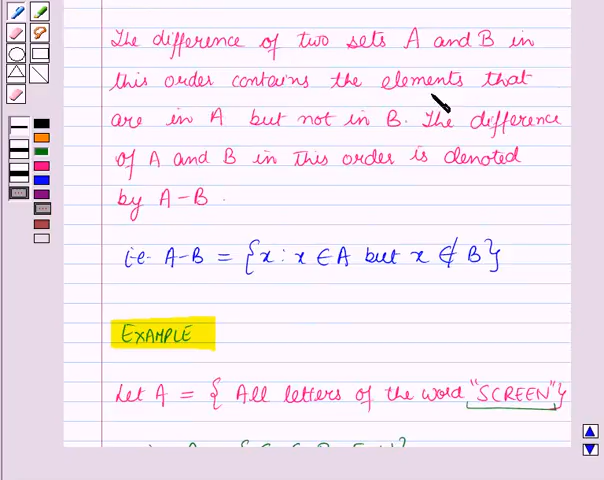 The difference of two sets A and B in
this order contains the elements that
are in A but not in B. The difference
of A and B in this order is denoted
by A-B.
i.e. A-B = {x : x ∈ A but x ∉ B}
EXAMPLE
Let A = { All letters of the word "SCREEN"}